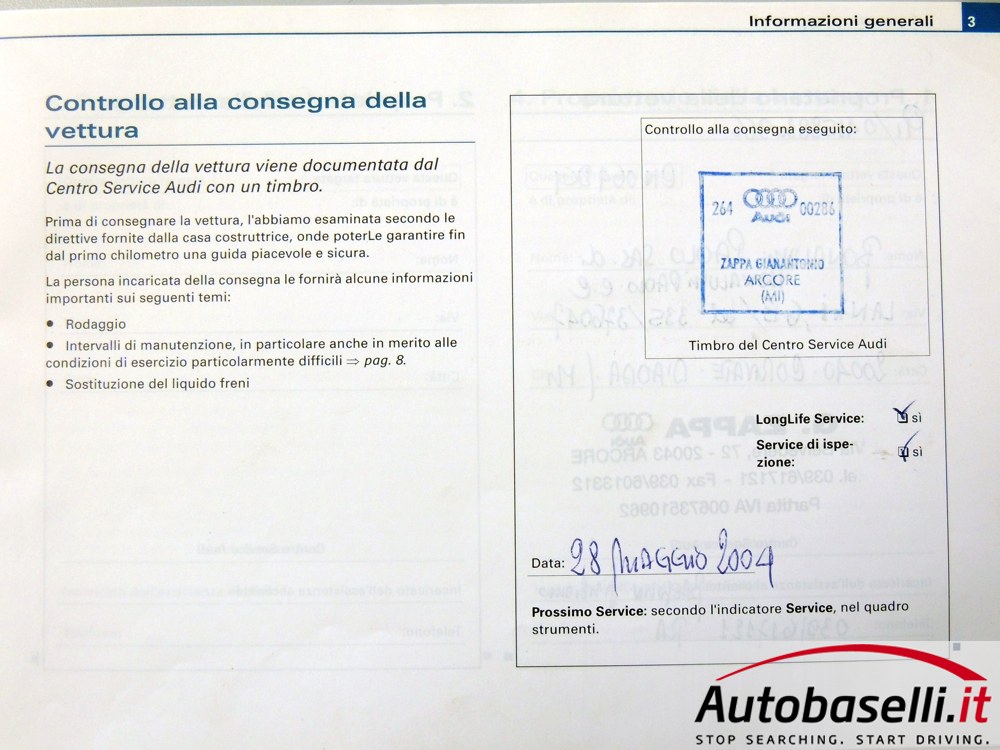 Informazioni generali 3
Controllo alla consegna della
vettura
La consegna della vettura viene documentata dal
Centro Service Audi con un timbro.
Prima di consegnare la vettura, l'abbiamo esaminata secondo le
direttive fornite dalla casa costruttrice, onde poterLe garantire fin
dal primo chilometro una guida piacevole e sicura.
La persona incaricata della consegna le fornirà alcune informazioni
importanti sui seguenti temi:
• Rodaggio
• Intervalli di manutenzione, in particolare anche in merito alle
condizioni di esercizio particolarmente difficili ⇒ pag. 8.
• Sostituzione del liquido freni
Controllo alla consegna eseguito:
264 Audi 00286
ZAPPA GIANANTONIO
ARCORE
(MI)
Timbro del Centro Service Audi
LongLife Service: sì
Service di ispe-
zione: sì
Data: 28 MAGGIO 2004
Prossimo Service: secondo l'indicatore Service, nel quadro
strumenti.
Autobaselli.it
STOP SEARCHING. START DRIVING.